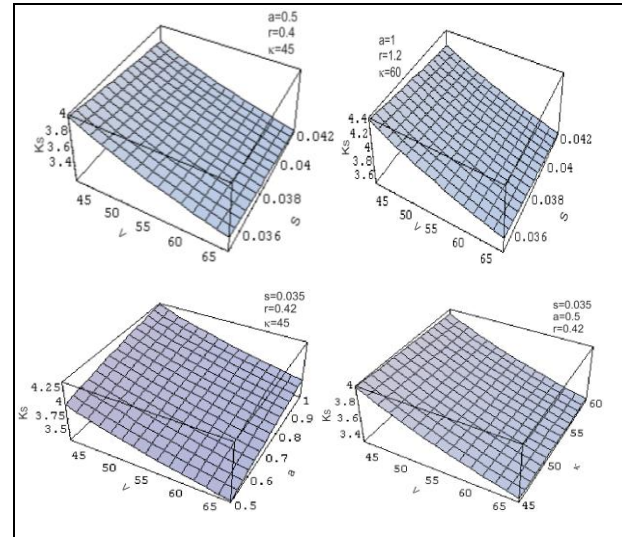 a=0.5
r=0.4
κ=45
4
3.8
3.6
3.4
Ks
45
50
55
60
65
V
0.042
0.04
0.038
0.036
S
a=1
r=1.2
κ=60
4.4
4.2
4
3.8
3.6
Ks
45
50
55
60
65
V
0.042
0.04
0.038
0.036
S
s=0.035
r=0.42
κ=45
4.25
4
3.75
3.5
Ks
45
50
55
60
65
V
1
0.9
0.8
0.7
0.6
0.5
a
s=0.035
a=0.5
r=0.42
4
3.8
3.6
3.4
Ks
45
50
55
60
65
V
60
55
50
45
κ